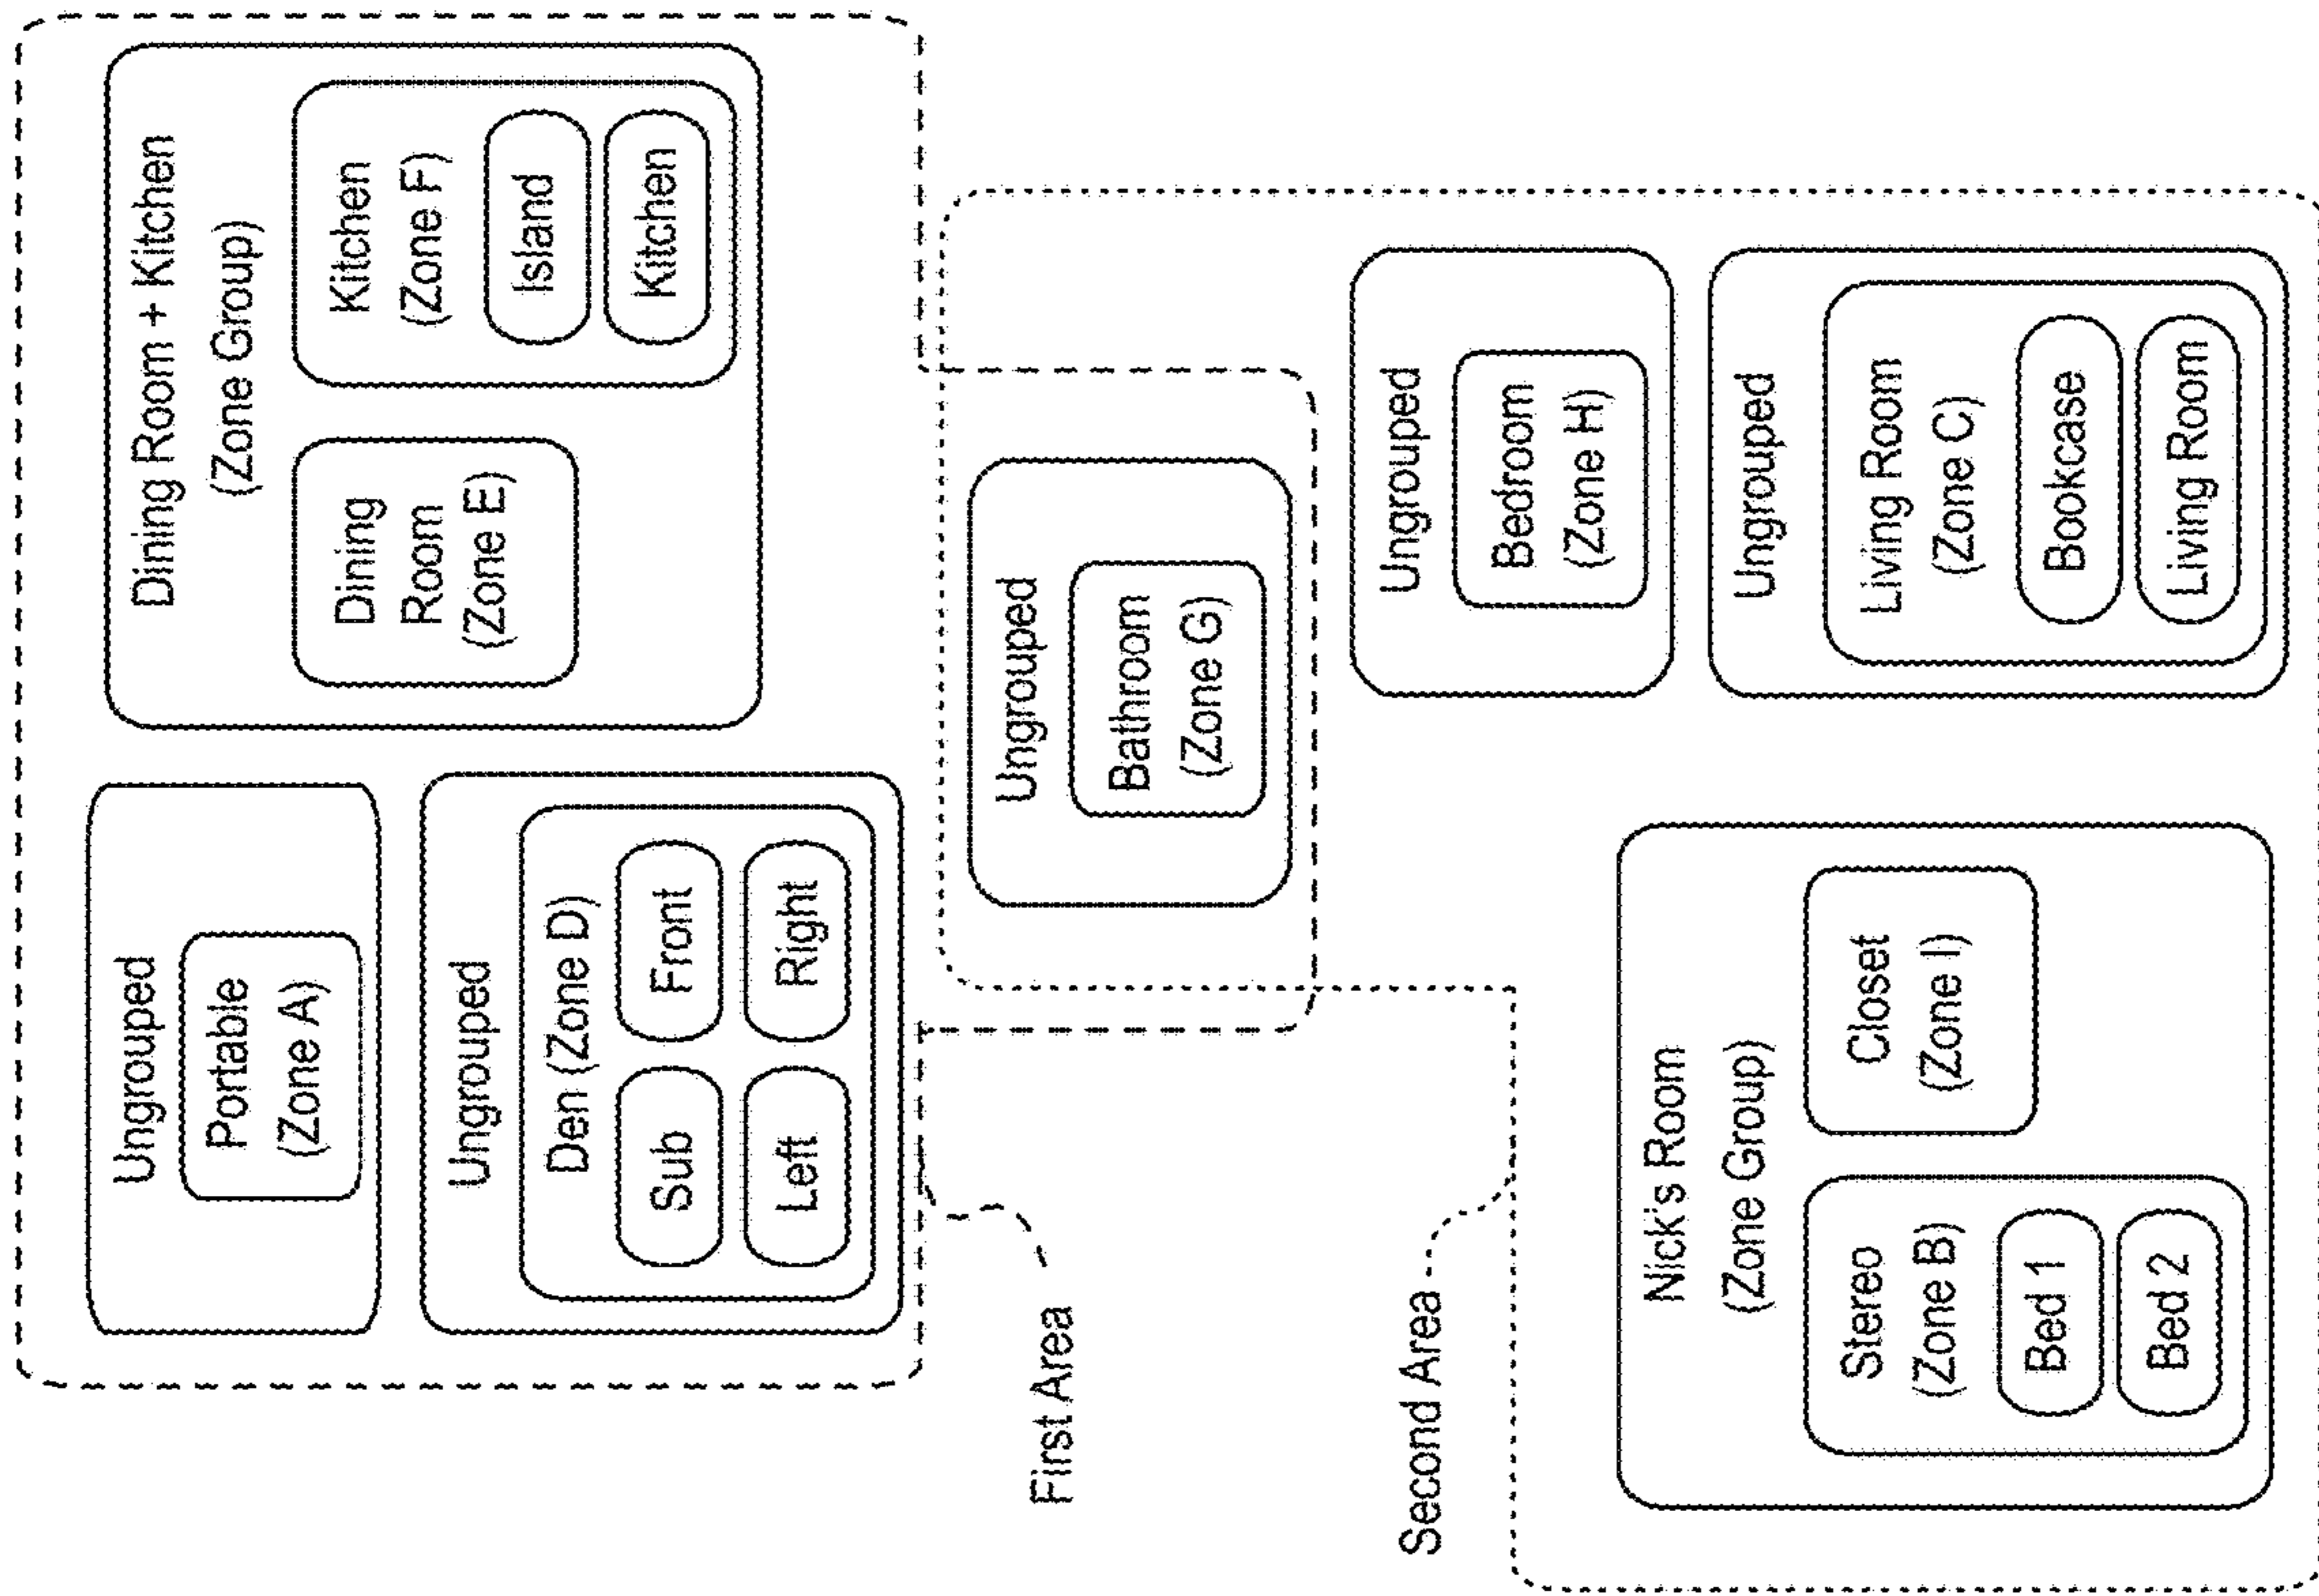 Ungrouped
Portable
(Zone A)
Ungrouped
Den (Zone D)
Sub
Front
Left
Right
Dining Room + Kitchen
(Zone Group)
Dining
Room
(Zone E)
Kitchen
(Zone F)
Island
Kitchen
First Area
Ungrouped
Bathroom
(Zone G)
Second Area
Ungrouped
Bedroom
(Zone H)
Nick's Room
(Zone Group)
Stereo
(Zone B)
Bed 1
Bed 2
Closet
(Zone I)
Ungrouped
Living Room
(Zone C)
Bookcase
Living Room